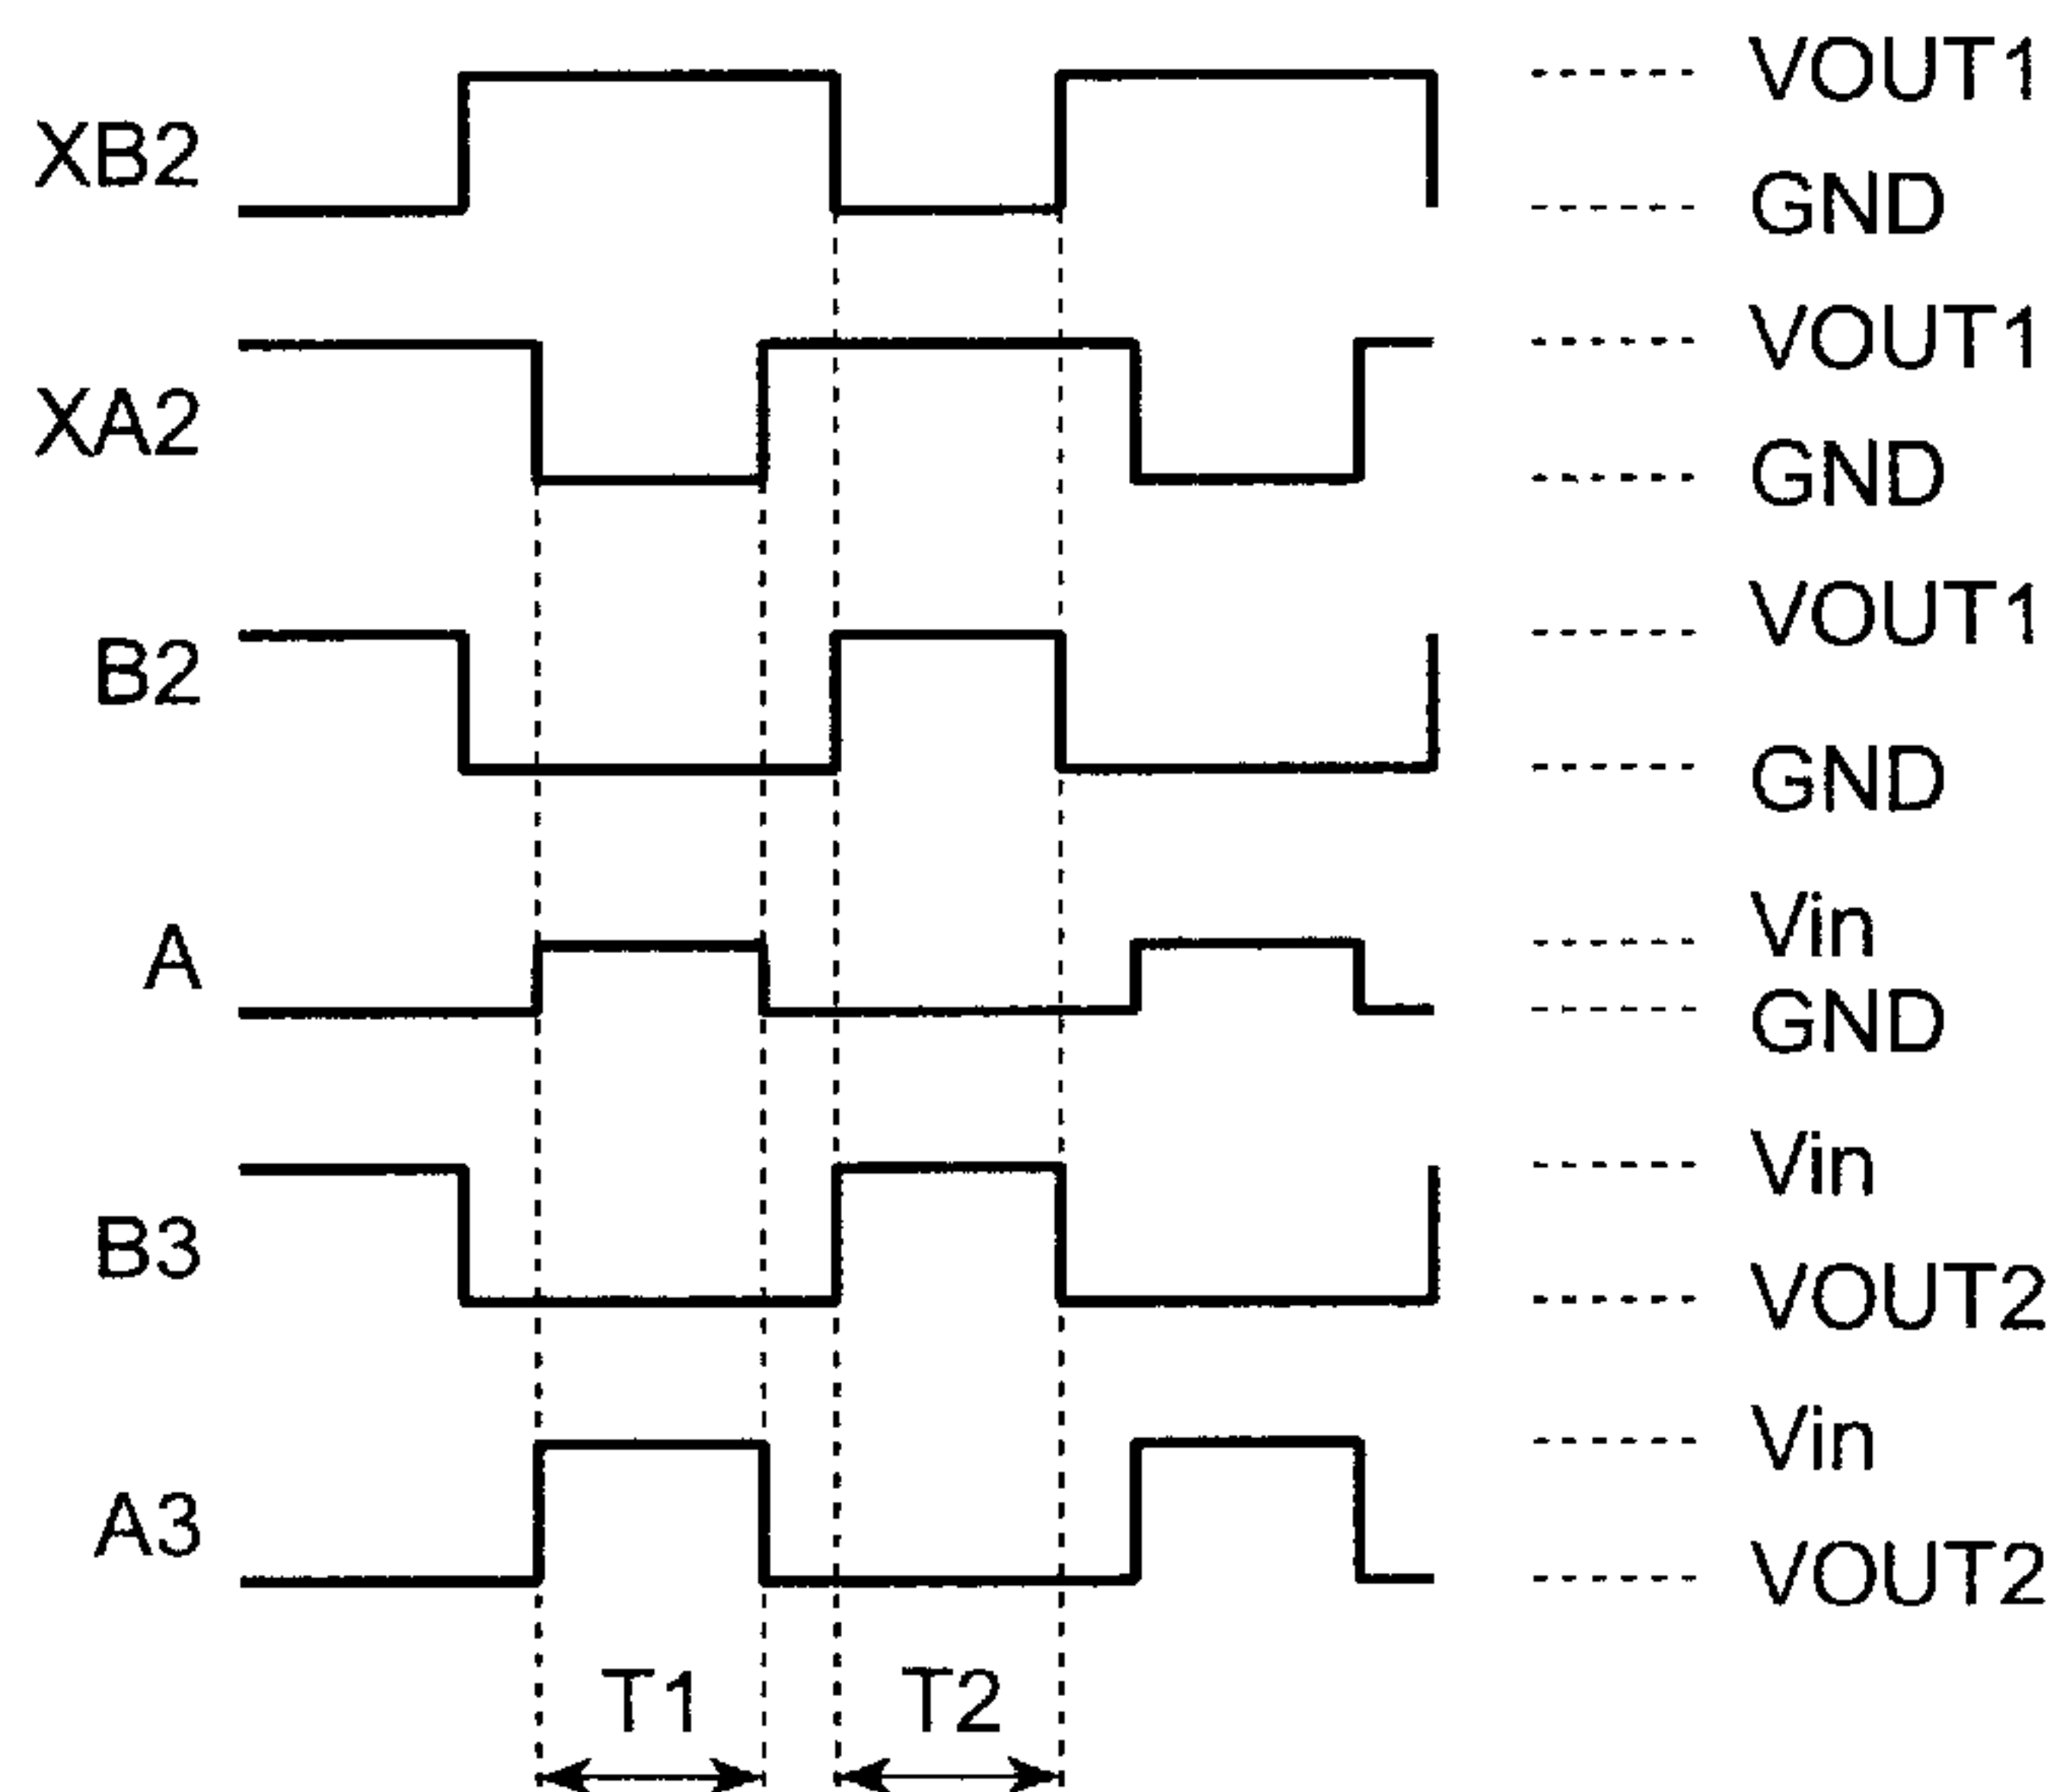 VOUT1
XB2
GND
VOUT1
XA2
GND
VOUT1
B2
GND
Vin
A
GND
Vin
B3
VOUT2
Vin
A3
VOUT2
T1 T2